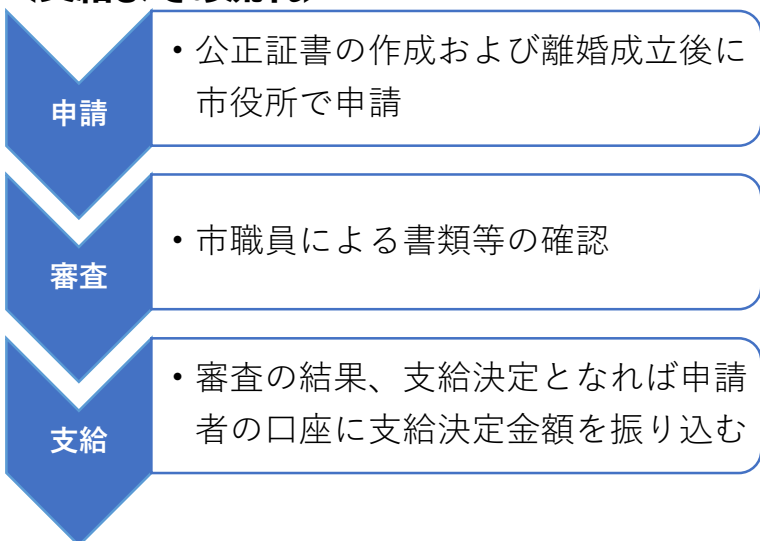 申請
・公正証書の作成および離婚成立後に
市役所で申請
審査
・市職員による書類等の確認
支給
・審査の結果、支給決定となれば申請
者の口座に支給決定金額を振り込む